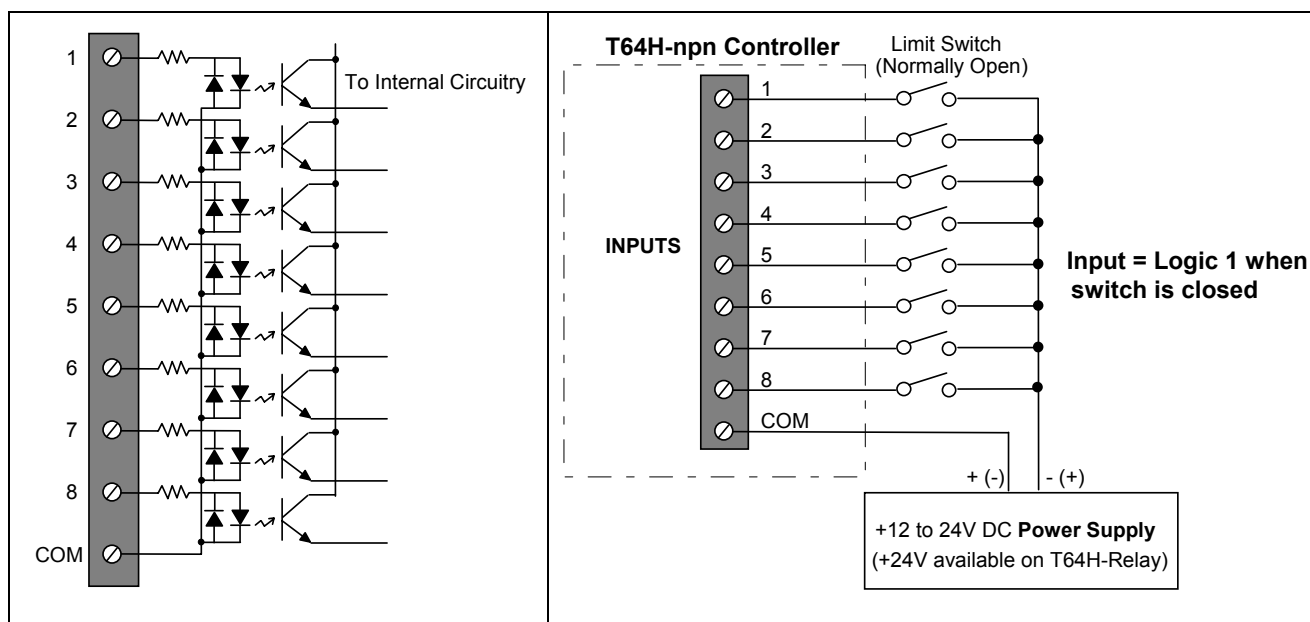 1
2
3
4
5
6
7
8
COM
To Internal Circuitry
T64H-npn Controller
Limit Switch
(Normally Open)
INPUTS
1
2
3
4
5
6
7
8
COM
Input = Logic 1 when
switch is closed
+ (-)
- (+)
+12 to 24V DC Power Supply
(+24V available on T64H-Relay)